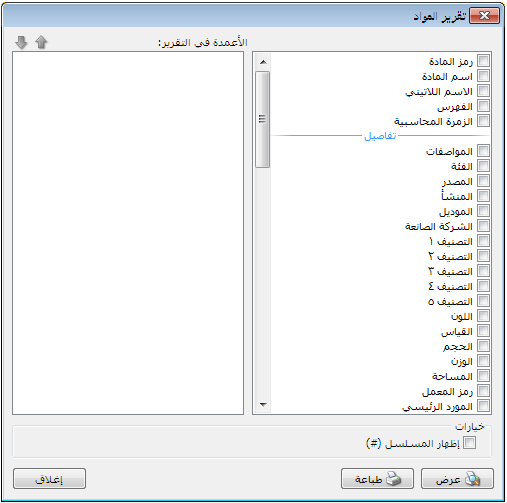 تقرير المواد
الأعمدة في التقرير:
رمز المادة
اسم المادة
الاسم اللاتيني
الفهرس
الزمرة المحاسبية
تفاصيل
المواصفات
الفئة
المصدر
المنشأ
الموديل
الشركة الصانعة
التصنيف ١
التصنيف ٢
التصنيف ٣
التصنيف ٤
التصنيف ٥
اللون
القياس
الحجم
الوزن
المساحة
رمز المعمل
المورد الرئيسي
خيارات
إظهار المسلسل (#)
عرض
طباعة
إغلاق